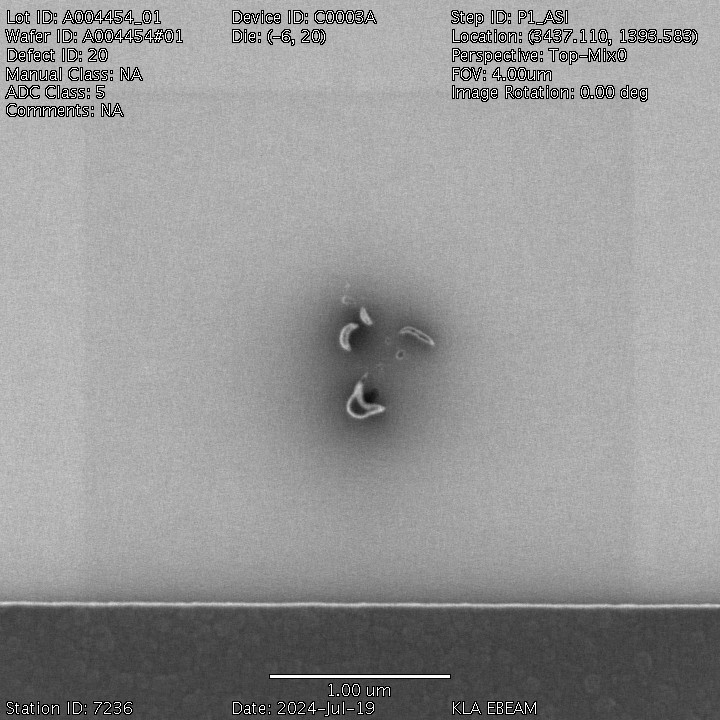 Lot ID: A004454_01
Wafer ID: A004454#01
Defect ID: 20
Manual Class: NA
ADC Class: 5
Comments: NA
Device ID: C0003A
Die: (-6, 20)
Step ID: P1_ASI
Location: (3437.110, 1393.583)
Perspective: Top-Mix0
FOV: 4.00um
Image Rotation: 0.00 deg
1.00 um
Station ID: 7236
Date: 2024-Jul-19
KLA EBEAM